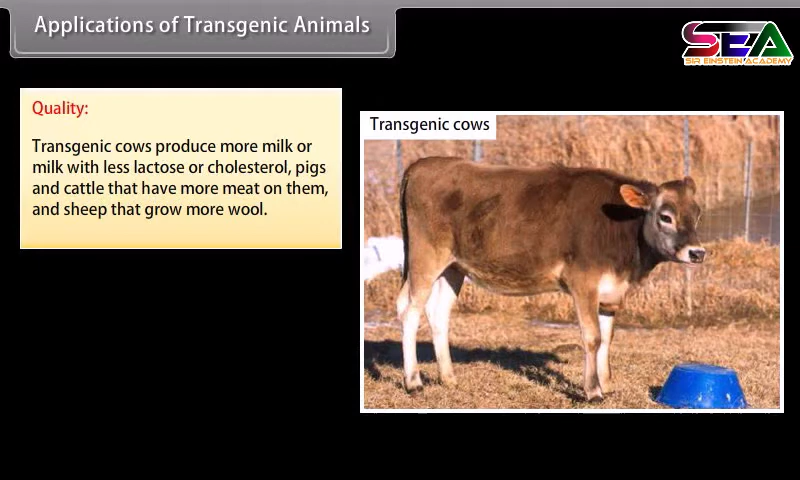 Applications of Transgenic Animals
SEA
SIR EINSTEIN ACADEMY
Quality:
Transgenic cows produce more milk or
milk with less lactose or cholesterol, pigs
and cattle that have more meat on them,
and sheep that grow more wool.
Transgenic cows